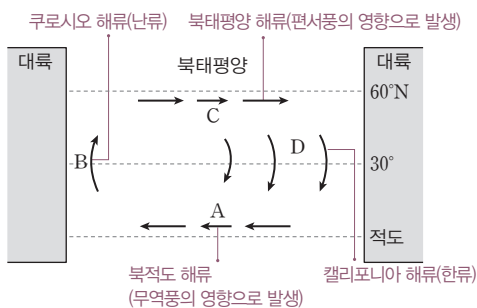 쿠로시오 해류(난류)
북태평양 해류(편서풍의 영향으로 발생)
대륙
북태평양
대륙
60°N
C
B
D
30°
A
적도
북적도 해류
(무역풍의 영향으로 발생)
캘리포니아 해류(한류)